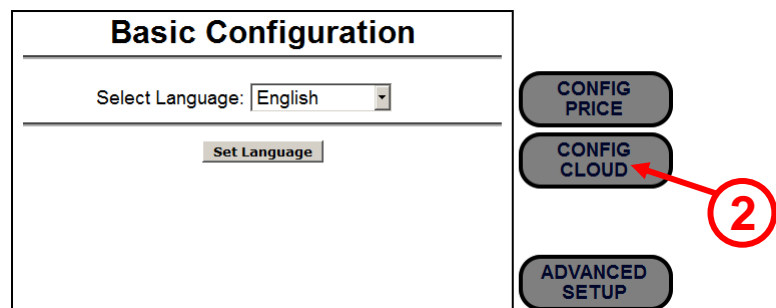 Basic Configuration
Select Language: English
Set Language
CONFIG
PRICE
CONFIG
CLOUD
2
ADVANCED
SETUP